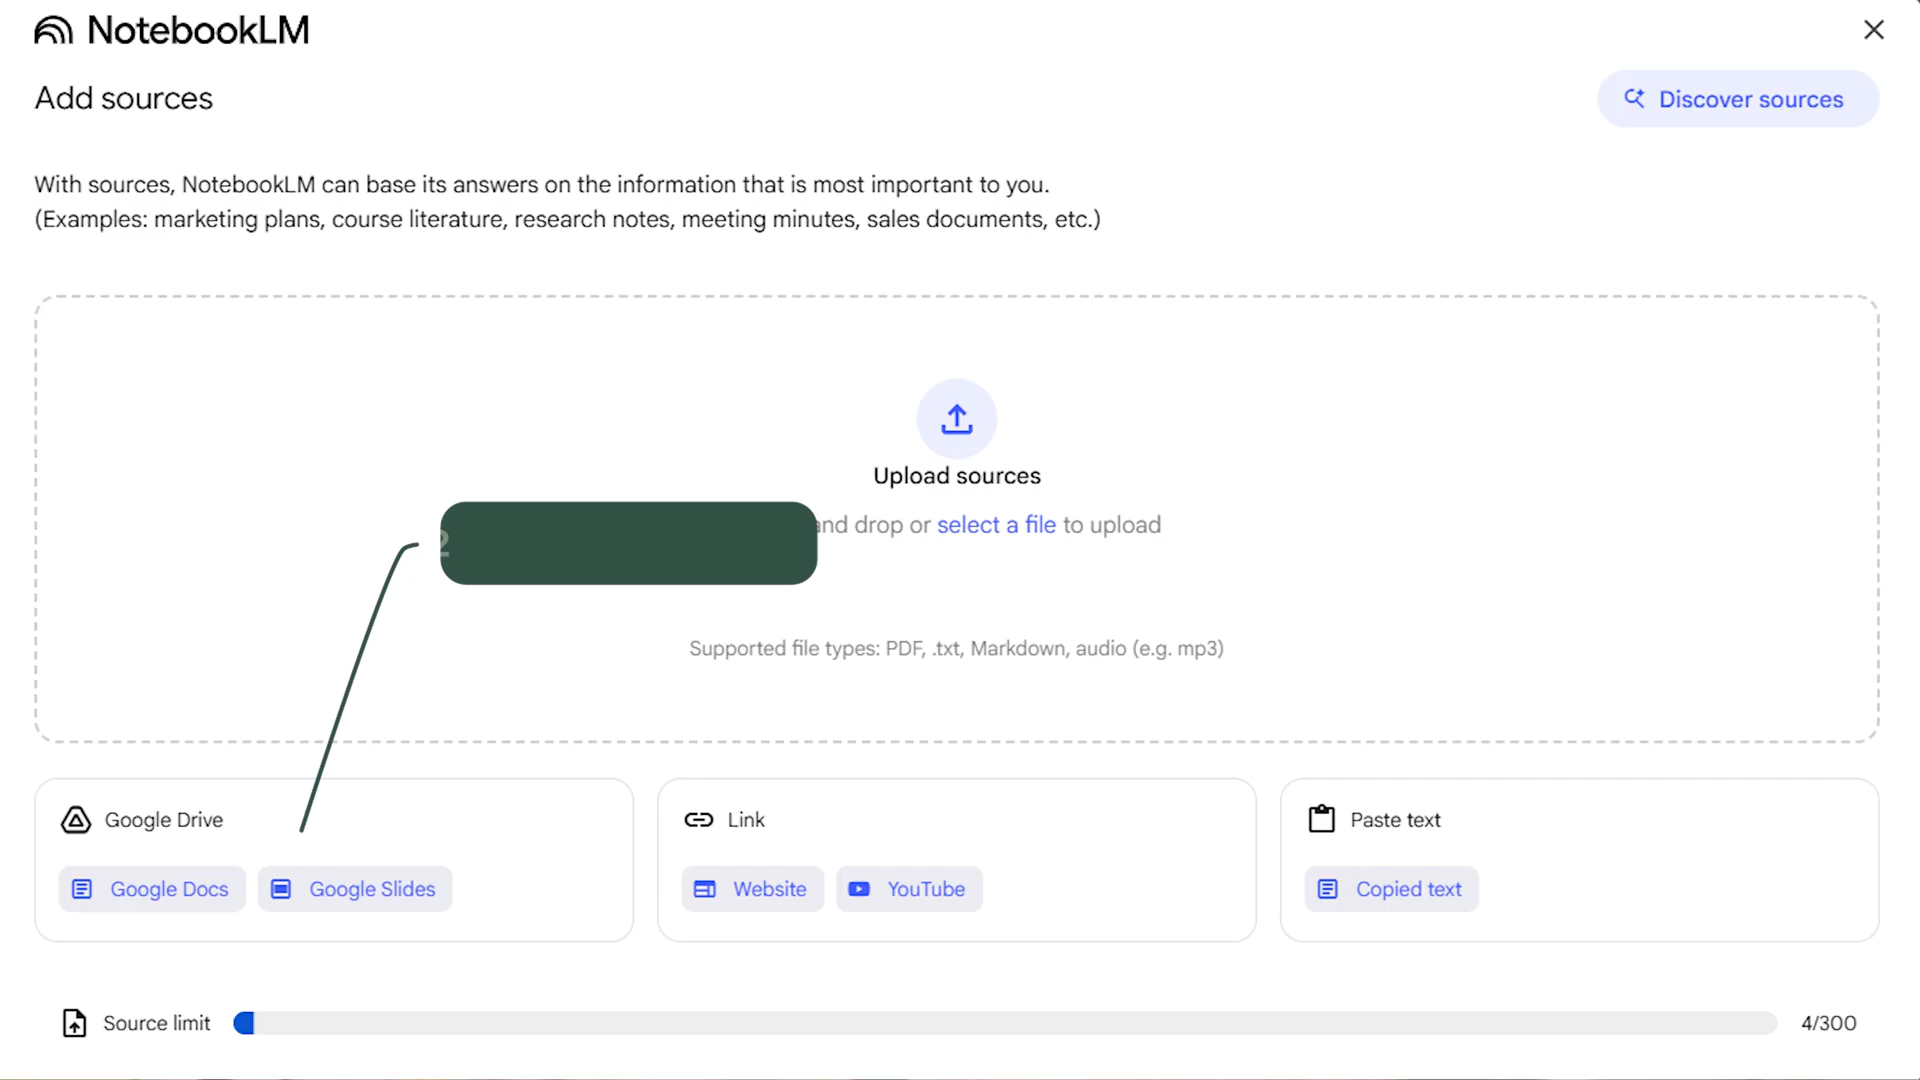 NotebookLM
Add sources
Discover sources
With sources, NotebookLM can base its answers on the information that is most important to you.
(Examples: marketing plans, course literature, research notes, meeting minutes, sales documents, etc.)
Upload sources
and drop or select a file to upload
2
Supported file types: PDF, .txt, Markdown, audio (e.g. mp3)
Google Drive
Google Docs
Google Slides
Link
Website
YouTube
Paste text
Copied text
Source limit
4/300